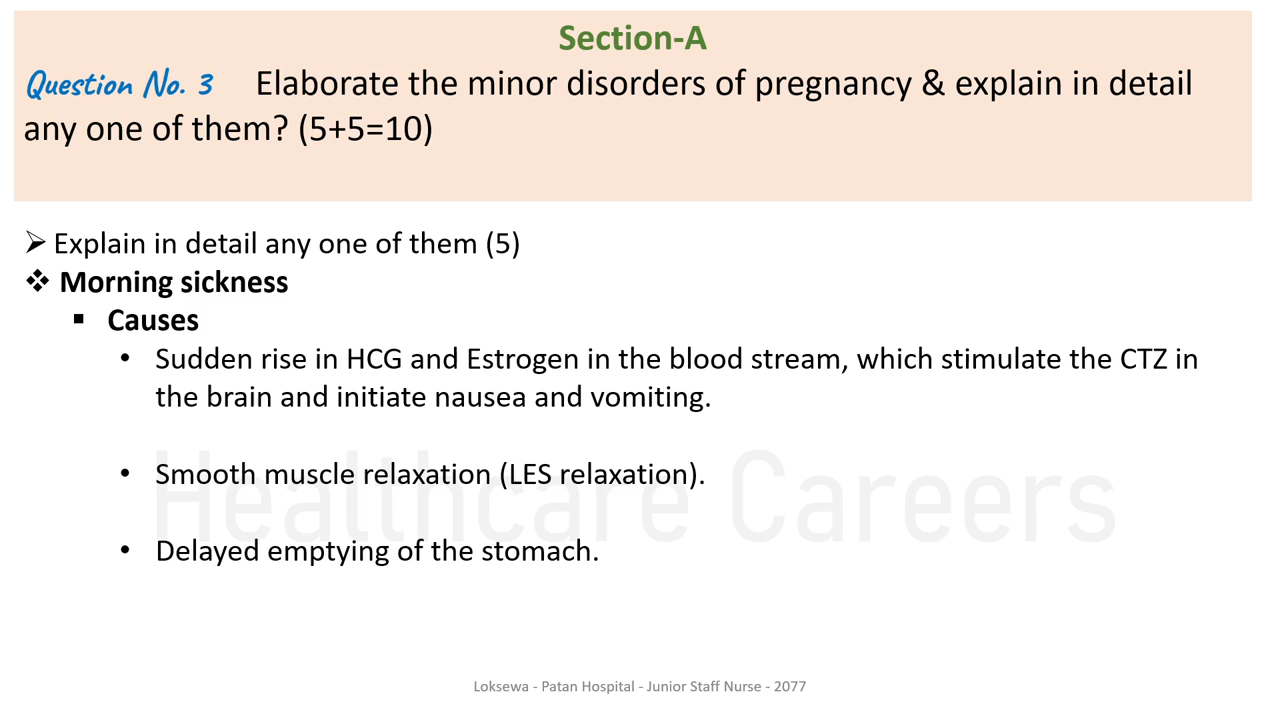 Section-A
Question No. 3 Elaborate the minor disorders of pregnancy & explain in detail
any one of them? (5+5=10)
➢ Explain in detail any one of them (5)
❖ Morning sickness
▪ Causes
• Sudden rise in HCG and Estrogen in the blood stream, which stimulate the CTZ in
the brain and initiate nausea and vomiting.
• Smooth muscle relaxation (LES relaxation).
Healthcare Careers
• Delayed emptying of the stomach.
Loksewa - Patan Hospital - Junior Staff Nurse - 2077